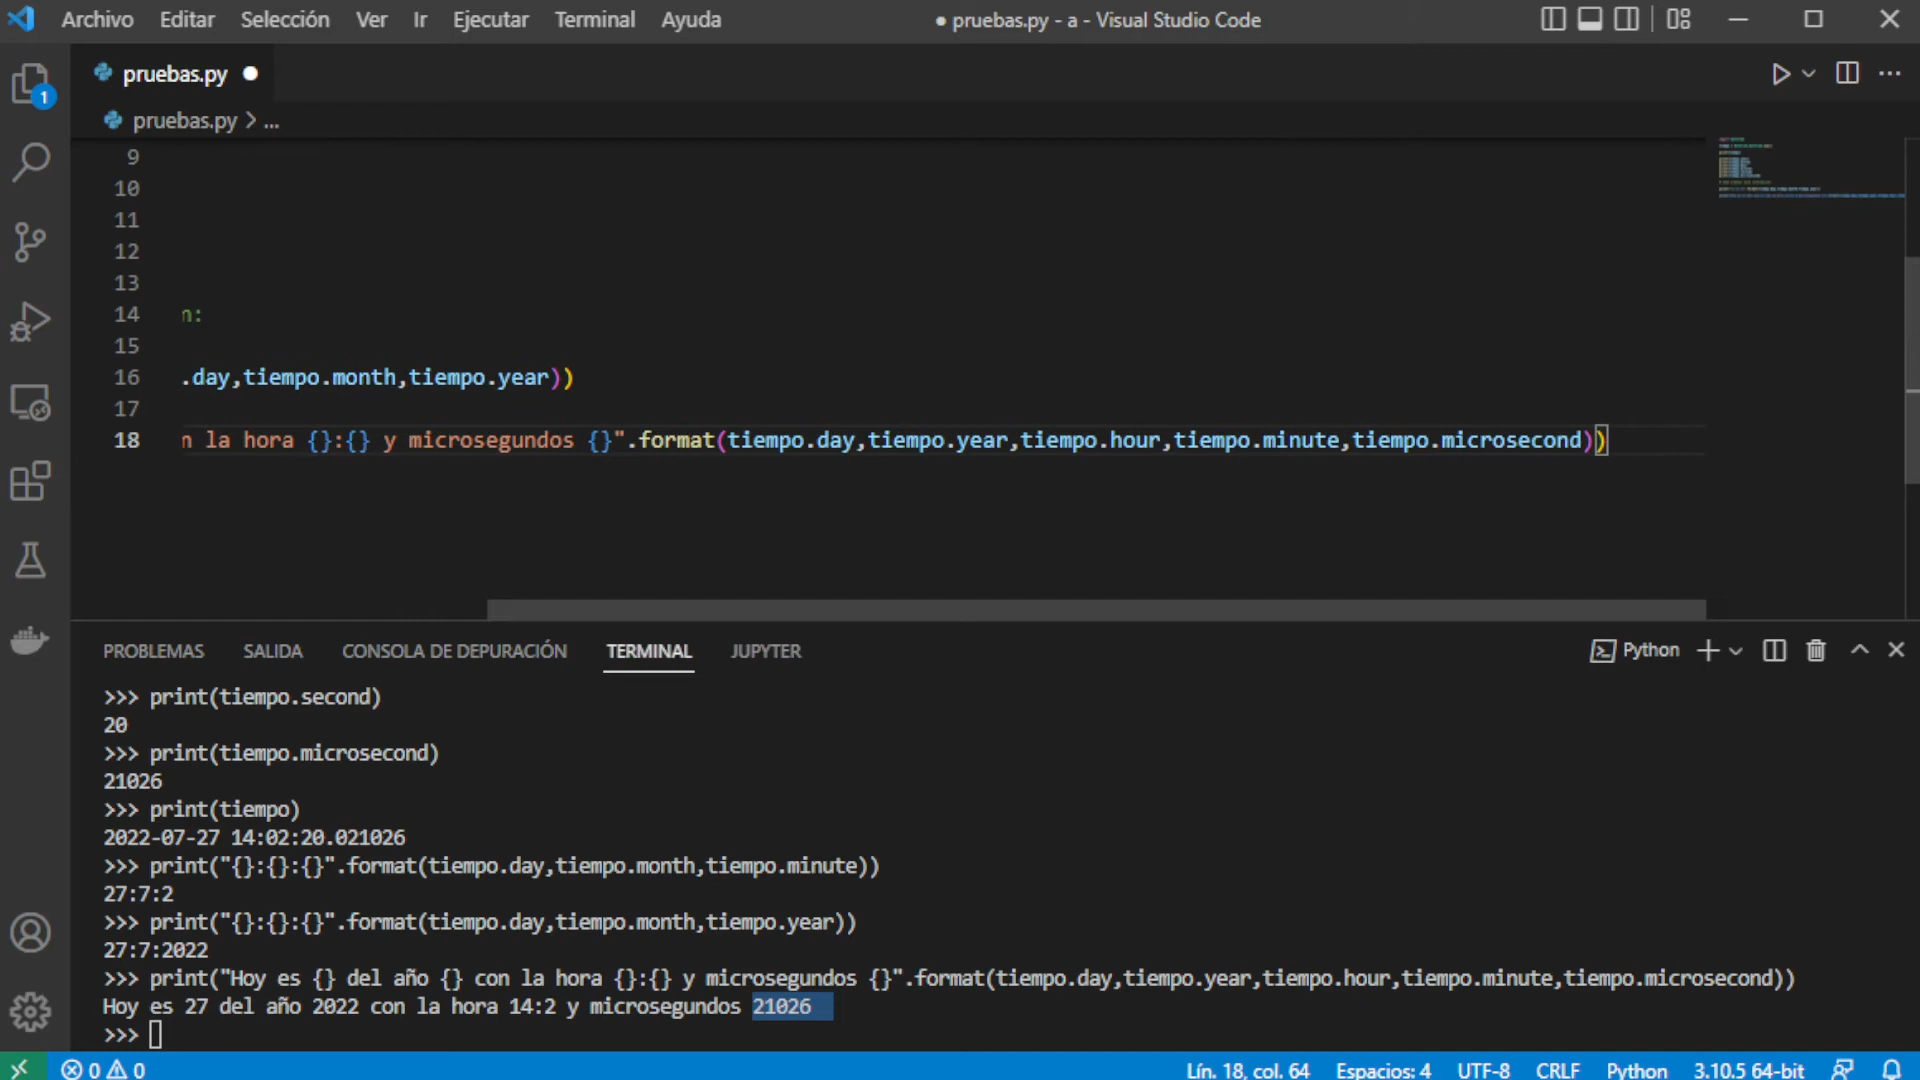 Archivo Editar Selección Ver Ir Ejecutar Terminal Ayuda ● pruebas.py - a - Visual Studio Code
pruebas.py ●
1
pruebas.py > ...
9
10
11
12
13
14 n:
15
16 .day,tiempo.month,tiempo.year))
17
18 n la hora {}:{} y microsegundos {}".format(tiempo.day,tiempo.year,tiempo.hour,tiempo.minute,tiempo.microsecond))
PROBLEMAS SALIDA CONSOLA DE DEPURACIÓN TERMINAL JUPYTER Python
>>> print(tiempo.second)
20
>>> print(tiempo.microsecond)
21026
>>> print(tiempo)
2022-07-27 14:02:20.021026
>>> print("{}:{}:{}".format(tiempo.day,tiempo.month,tiempo.minute))
27:7:2
>>> print("{}:{}:{}".format(tiempo.day,tiempo.month,tiempo.year))
27:7:2022
>>> print("Hoy es {} del año {} con la hora {}:{} y microsegundos {}".format(tiempo.day,tiempo.year,tiempo.hour,tiempo.minute,tiempo.microsecond))
Hoy es 27 del año 2022 con la hora 14:2 y microsegundos 21026
>>>
0 0 Lín. 18, col. 64 Espacios: 4 UTF-8 CRLF Python 3.10.5 64-bit